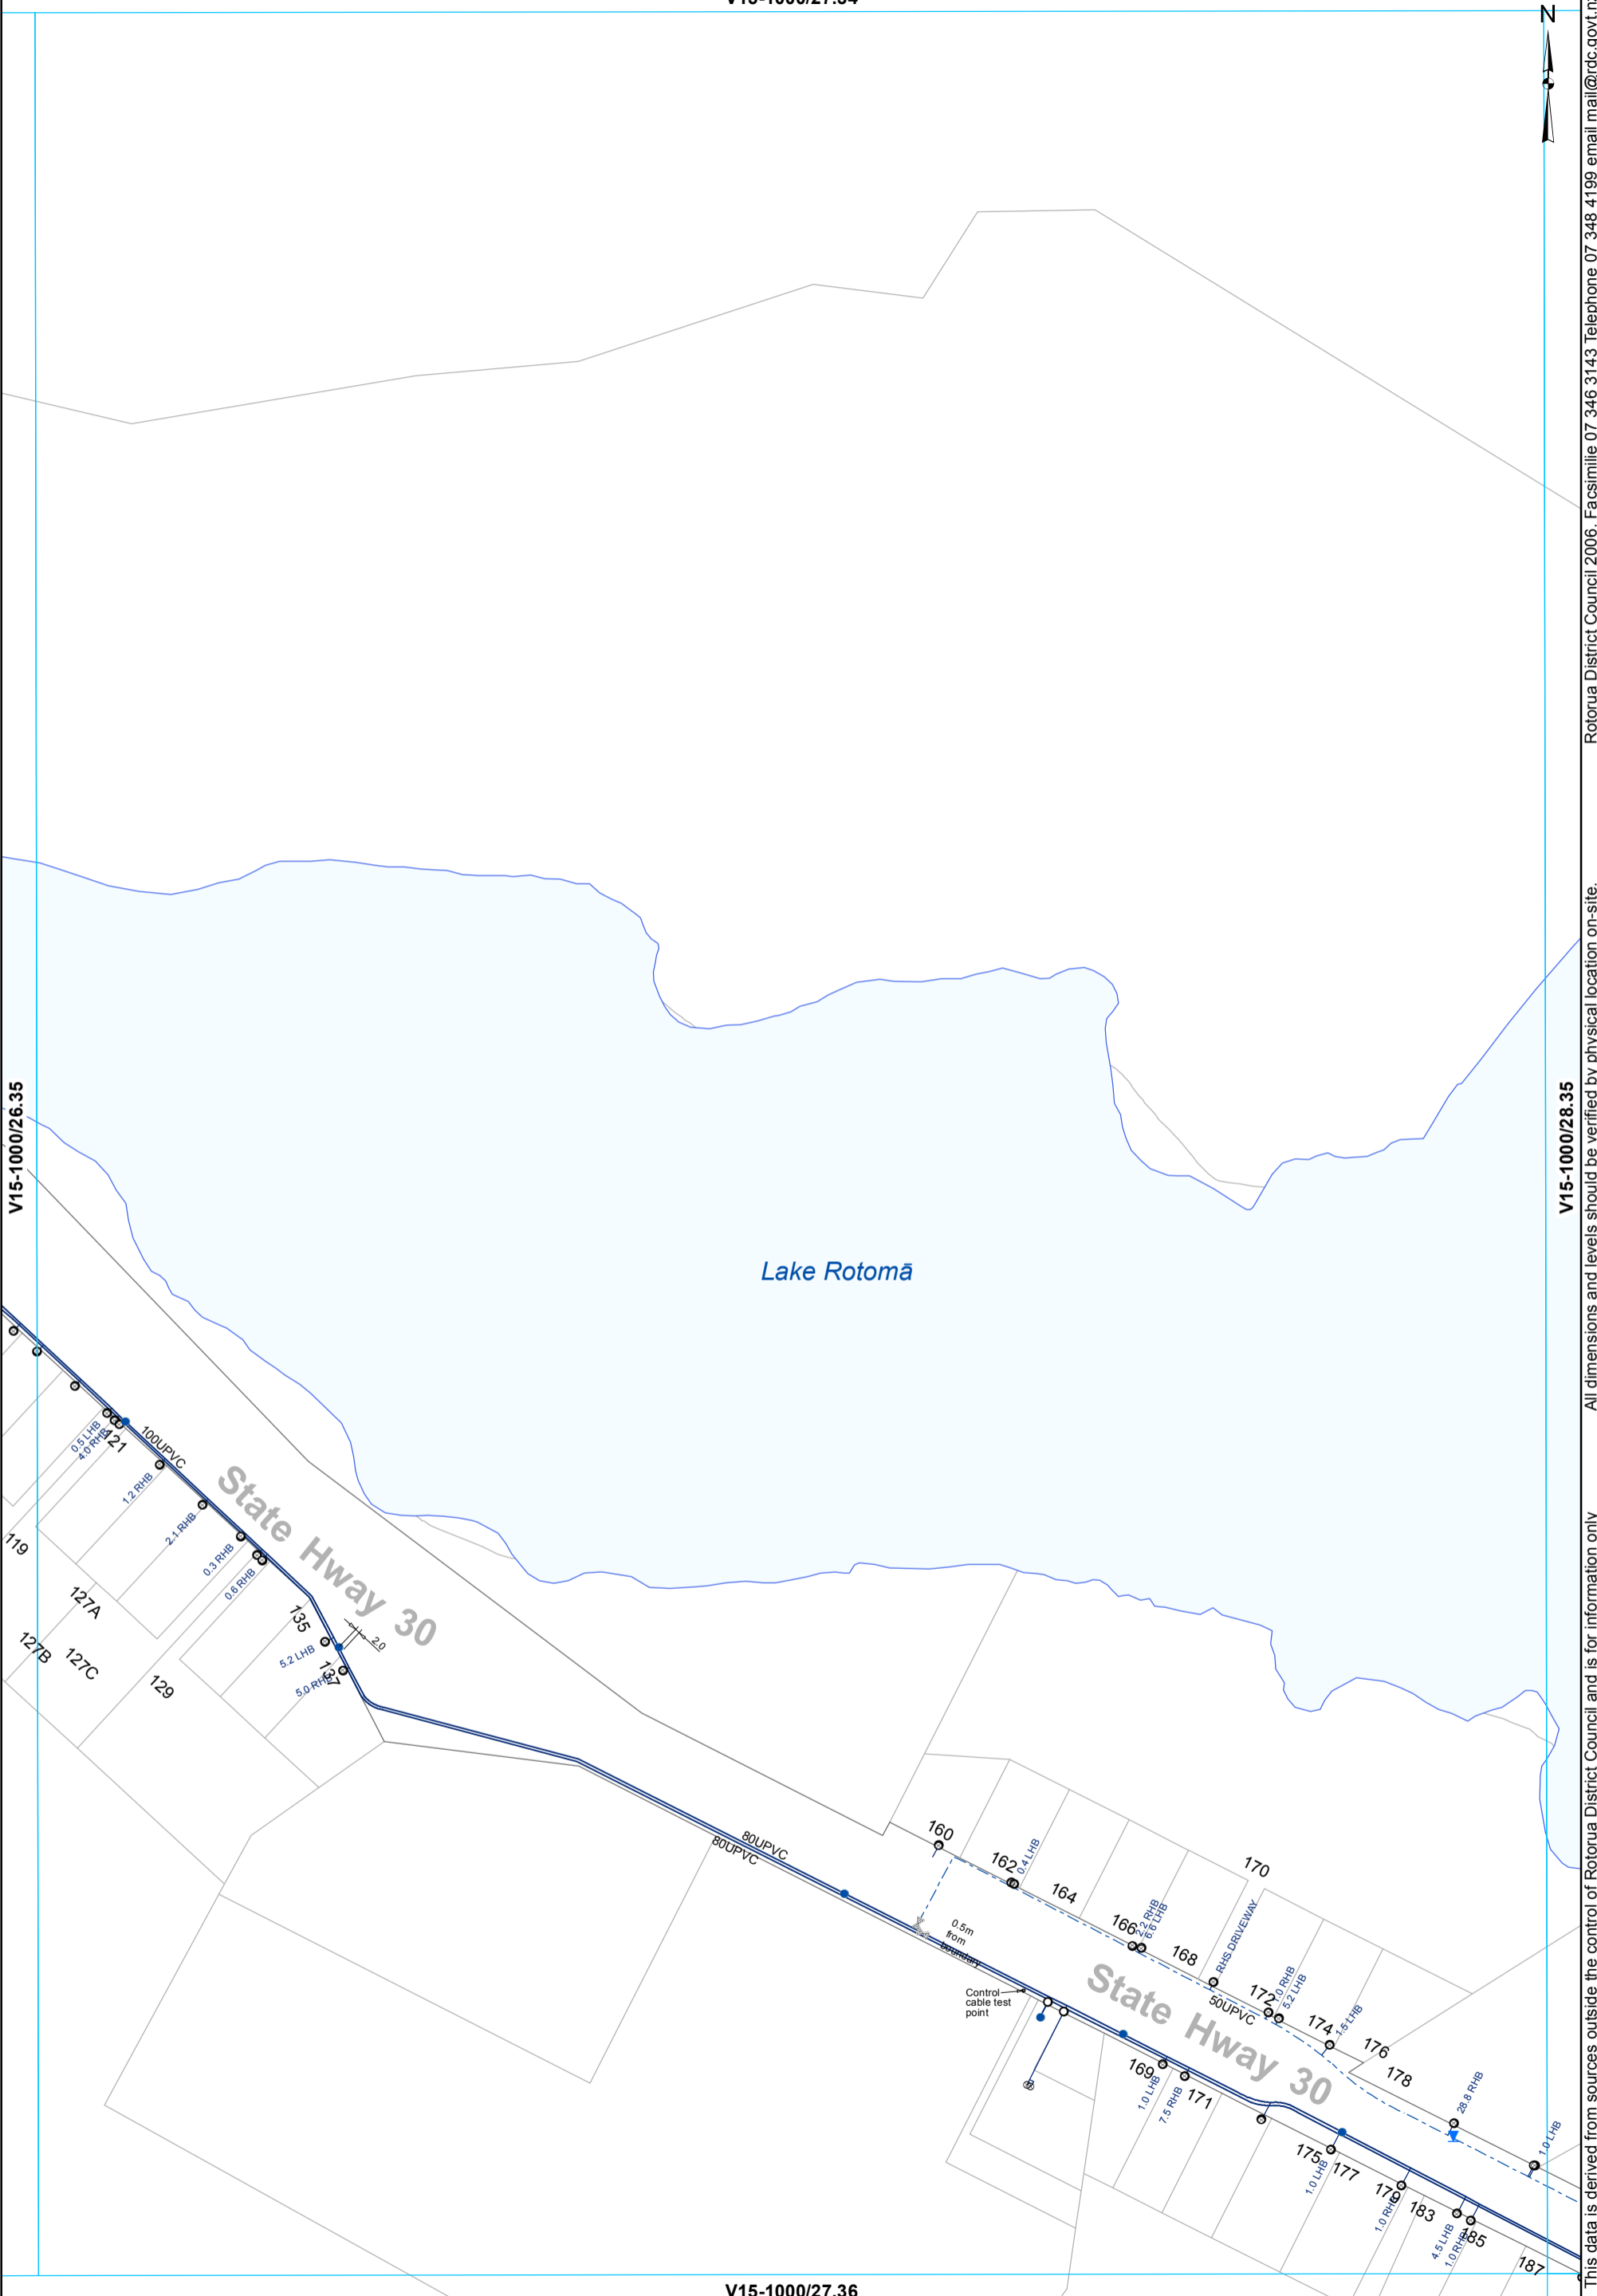 V15-1000/27.34
N
Rotorua District Council 2006. Facsimilie 07 346 3143 Telephone 07 348 4199 email mail@rdc.govt.nz
All dimensions and levels should be verified by physical location on-site.
This data is derived from sources outside the control of Rotorua District Council and is for information only
V15-1000/26.35
V15-1000/28.35
Lake Rotomā
0.5 LHB
4.0 RHB
121
100UPVC
1.2 RHB
2.1 RHB
0.3 RHB
0.6 RHB
State Hway 30
119
127A
127B
127C
129
135
2.0
5.2 LHB
137
5.0 RHB
80UPVC
80UPVC
160
162
0.4 LHB
164
166
2.2 RHB
6.6 LHB
168
RHS DRIVEWAY
170
172
1.0 RHB
5.2 LHB
50UPVC
174
1.5 LHB
176
178
28.8 RHB
1.0 LHB
0.5m
from
boundary
Control
cable test
point
State Hway 30
169
1.0 LHB
7.5 RHB
171
175
1.0 LHB
177
179
1.0 RHB
183
4.5 LHB
1.0 RHB
185
187
V15-1000/27.36